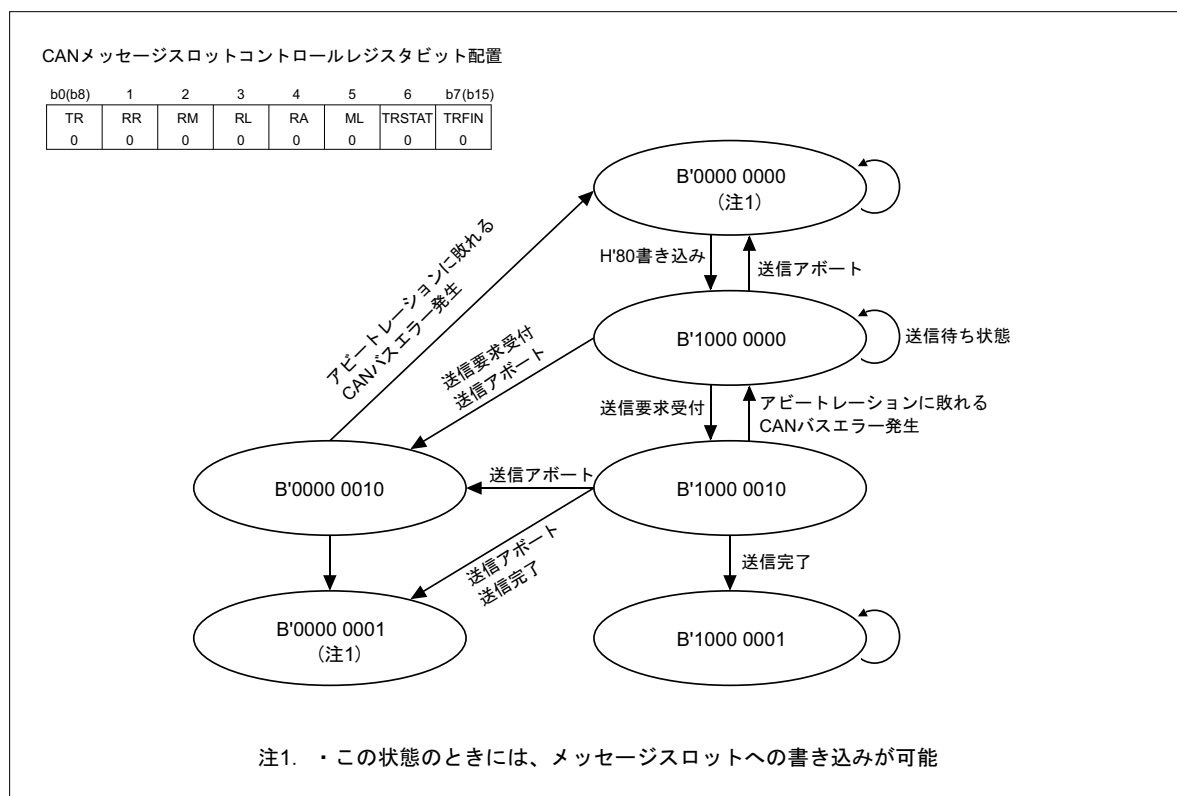 CANメッセージスロットコントロールレジスタビット配置
b0(b8) 1 2 3 4 5 6 b7(b15)
TR RR RM RL RA ML TRSTAT TRFIN
0 0 0 0 0 0 0 0
B'0000 0000
（注1）
H'80書き込み
送信アボート
アビートレーションに敗れる
CANバスエラー発生
B'1000 0000
送信待ち状態
送信要求受付
送信アボート
送信要求受付
アビートレーションに敗れる
CANバスエラー発生
B'0000 0010
送信アボート
B'1000 0010
送信アボート
送信完了
送信完了
B'0000 0001
（注1）
B'1000 0001
注1. ・この状態のときには、メッセージスロットへの書き込みが可能